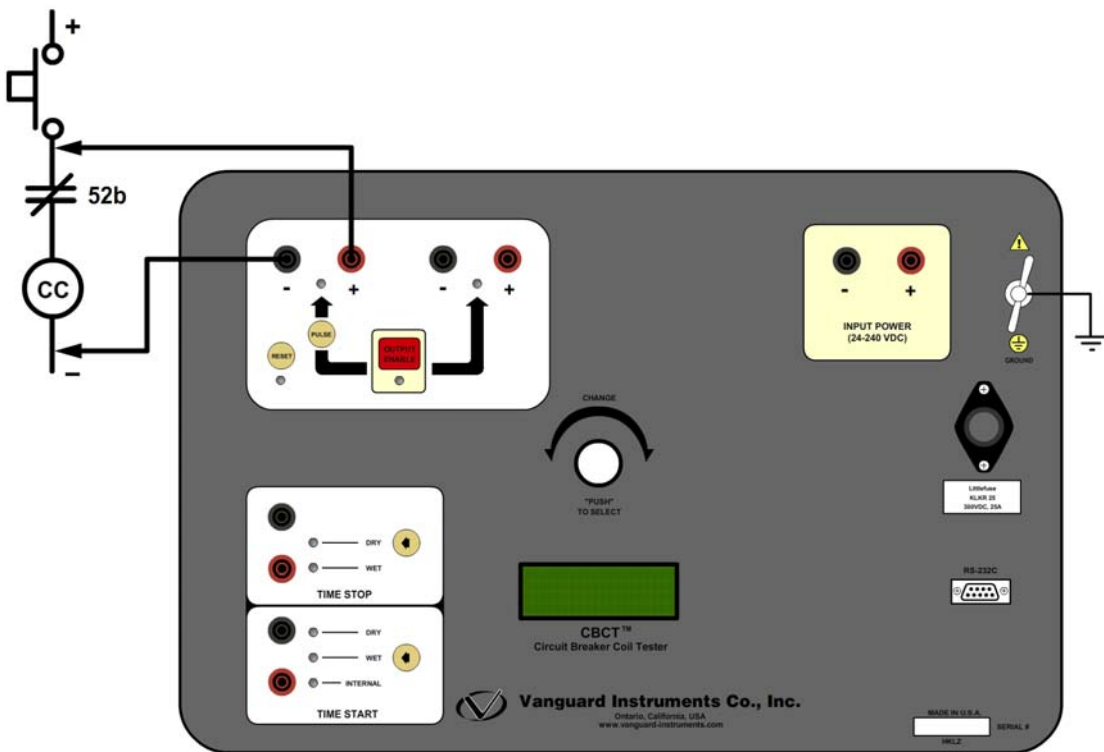 +
52b
CC
–
- +
- +
PULSE
RESET
OUTPUT
ENABLE
- +
INPUT POWER
(24-240 VDC)
GROUND
CHANGE
"PUSH"
TO SELECT
Littlefuse
KLKR 25
300VDC, 25A
RS-232C
DRY
WET
TIME STOP
DRY
WET
INTERNAL
TIME START
CBCT™
Circuit Breaker Coil Tester
V
Vanguard Instruments Co., Inc.
Ontario, California, USA
www.vanguard-instruments.com
MADE IN U.S.A.
SERIAL #
HKLZ